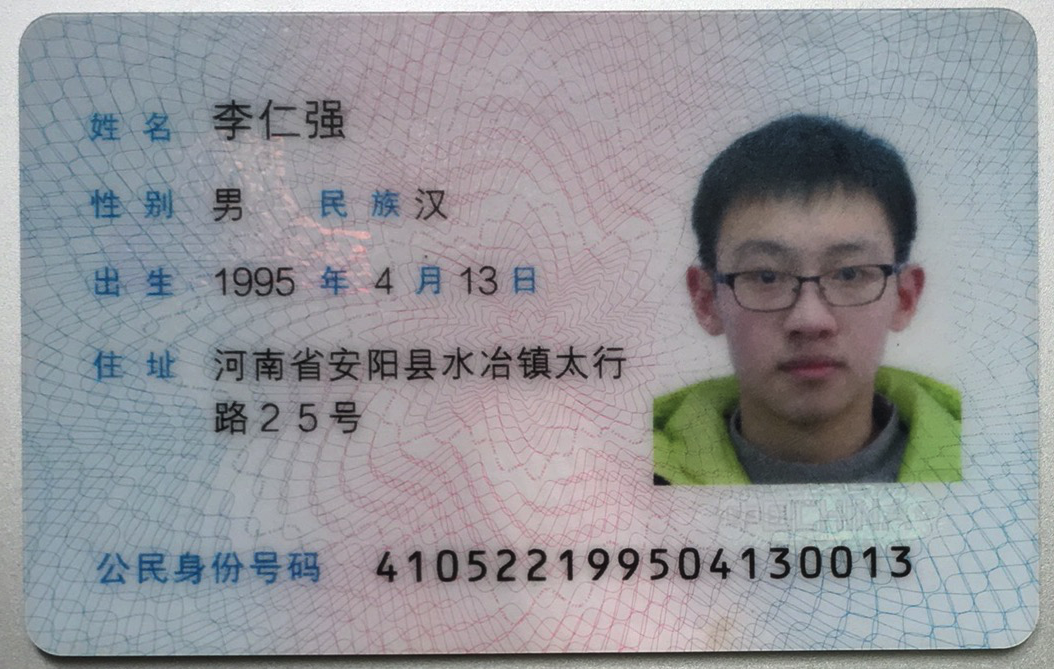 姓名 李仁强
性别 男 民族 汉
出生 1995 年 4 月 13 日
住址 河南省安阳县水冶镇太行
路25号
公民身份号码 410522199504130013